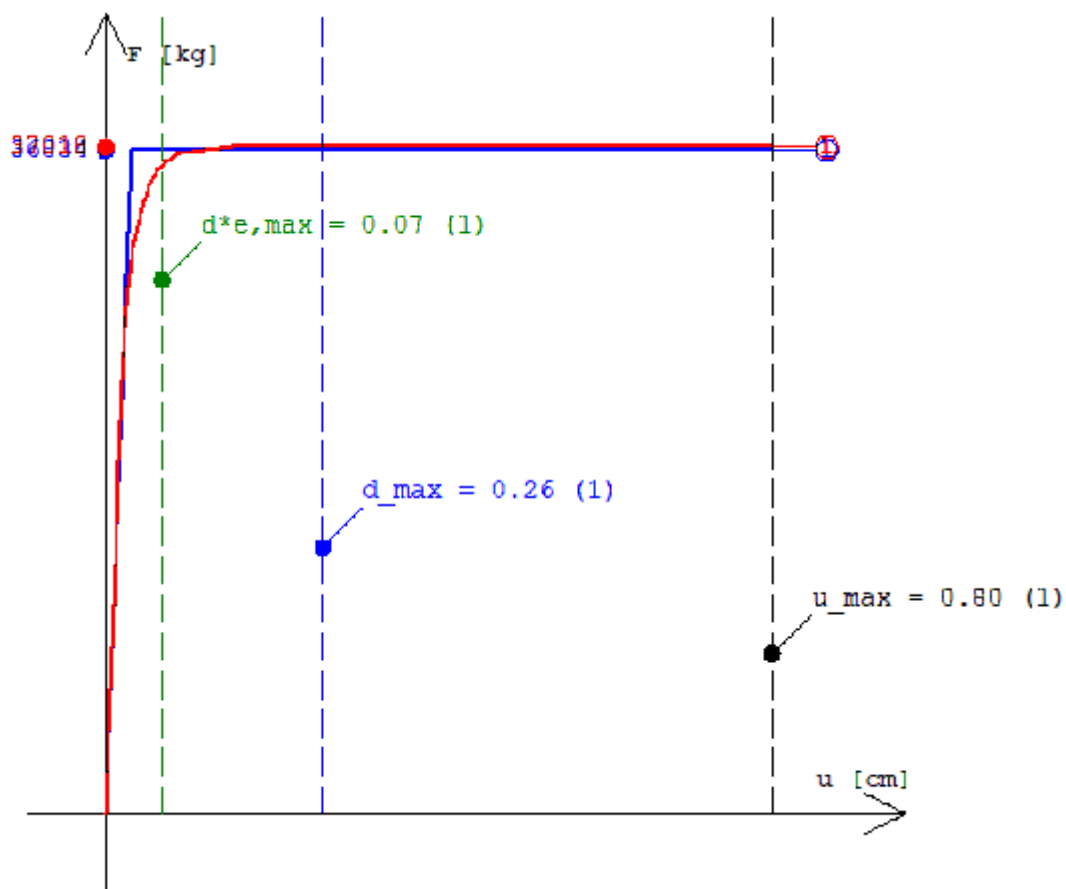 F [kg]
d*e,max = 0.07 (1)
d_max = 0.26 (1)
u_max = 0.80 (1)
u [cm]